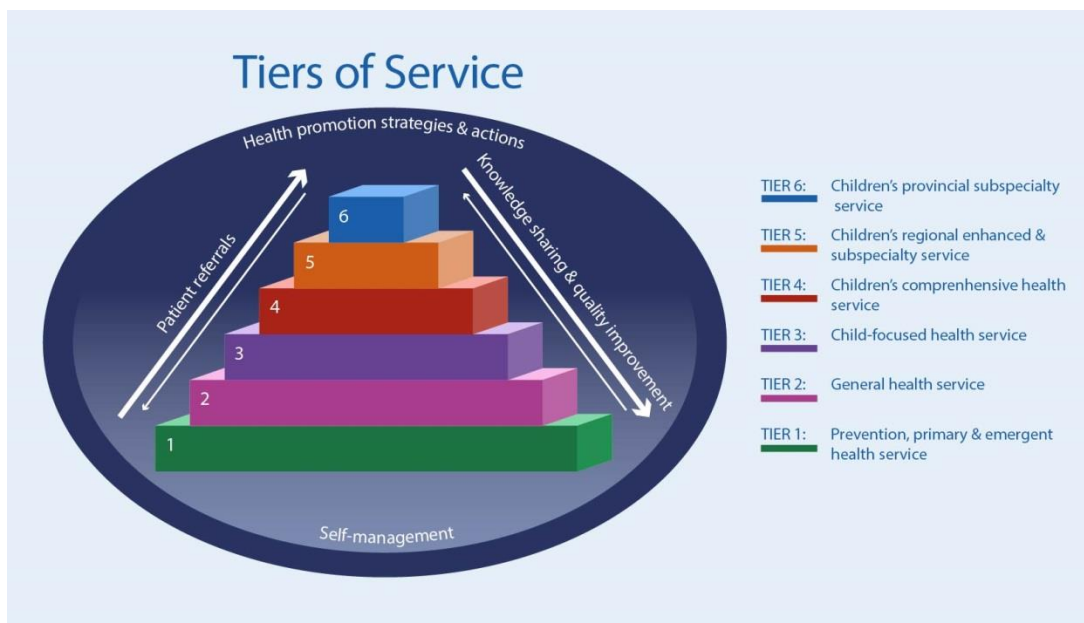 Tiers of Service
Health promotion strategies & actions
Patient referrals
Knowledge sharing & quality improvement
6
5
4
3
2
1
Self-management
TIER 6: Children's provincial subspecialty
service
TIER 5: Children's regional enhanced &
subspecialty service
TIER 4: Children's comprenhensive health
service
TIER 3: Child-focused health service
TIER 2: General health service
TIER 1: Prevention, primary & emergent
health service